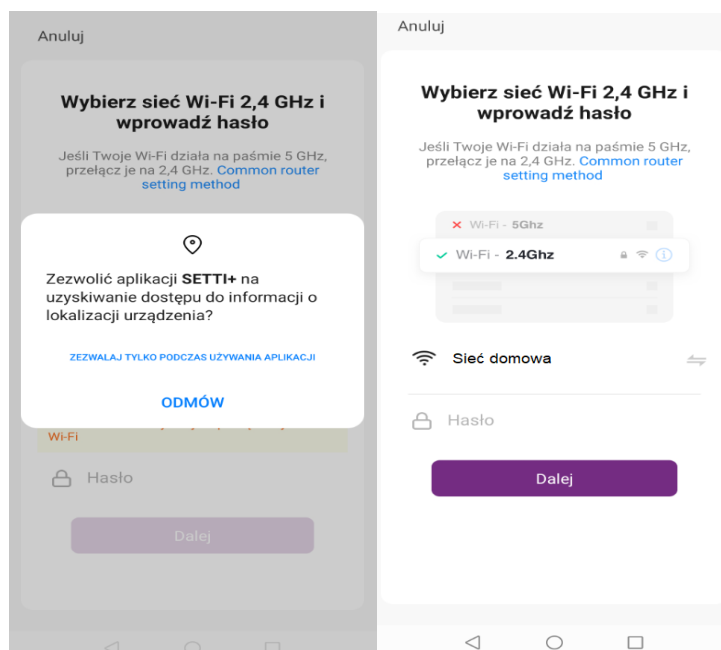 Anuluj
Wybierz sieć Wi-Fi 2,4 GHz i
wprowadź hasło
Jeśli Twoje Wi-Fi działa na paśmie 5 GHz,
przełącz je na 2,4 GHz. Common router
setting method
Zezwolić aplikacji SETTI+ na
uzyskiwanie dostępu do informacji o
lokalizacji urządzenia?
ZEZWALAJ TYLKO PODCZAS UŻYWANIA APLIKACJI
ODMÓW
Wi-Fi
Hasło
Dalej
Anuluj
Wybierz sieć Wi-Fi 2,4 GHz i
wprowadź hasło
Jeśli Twoje Wi-Fi działa na paśmie 5 GHz,
przełącz je na 2,4 GHz. Common router
setting method
Wi-Fi - 5Ghz
Wi-Fi - 2.4Ghz
Sieć domowa
Hasło
Dalej